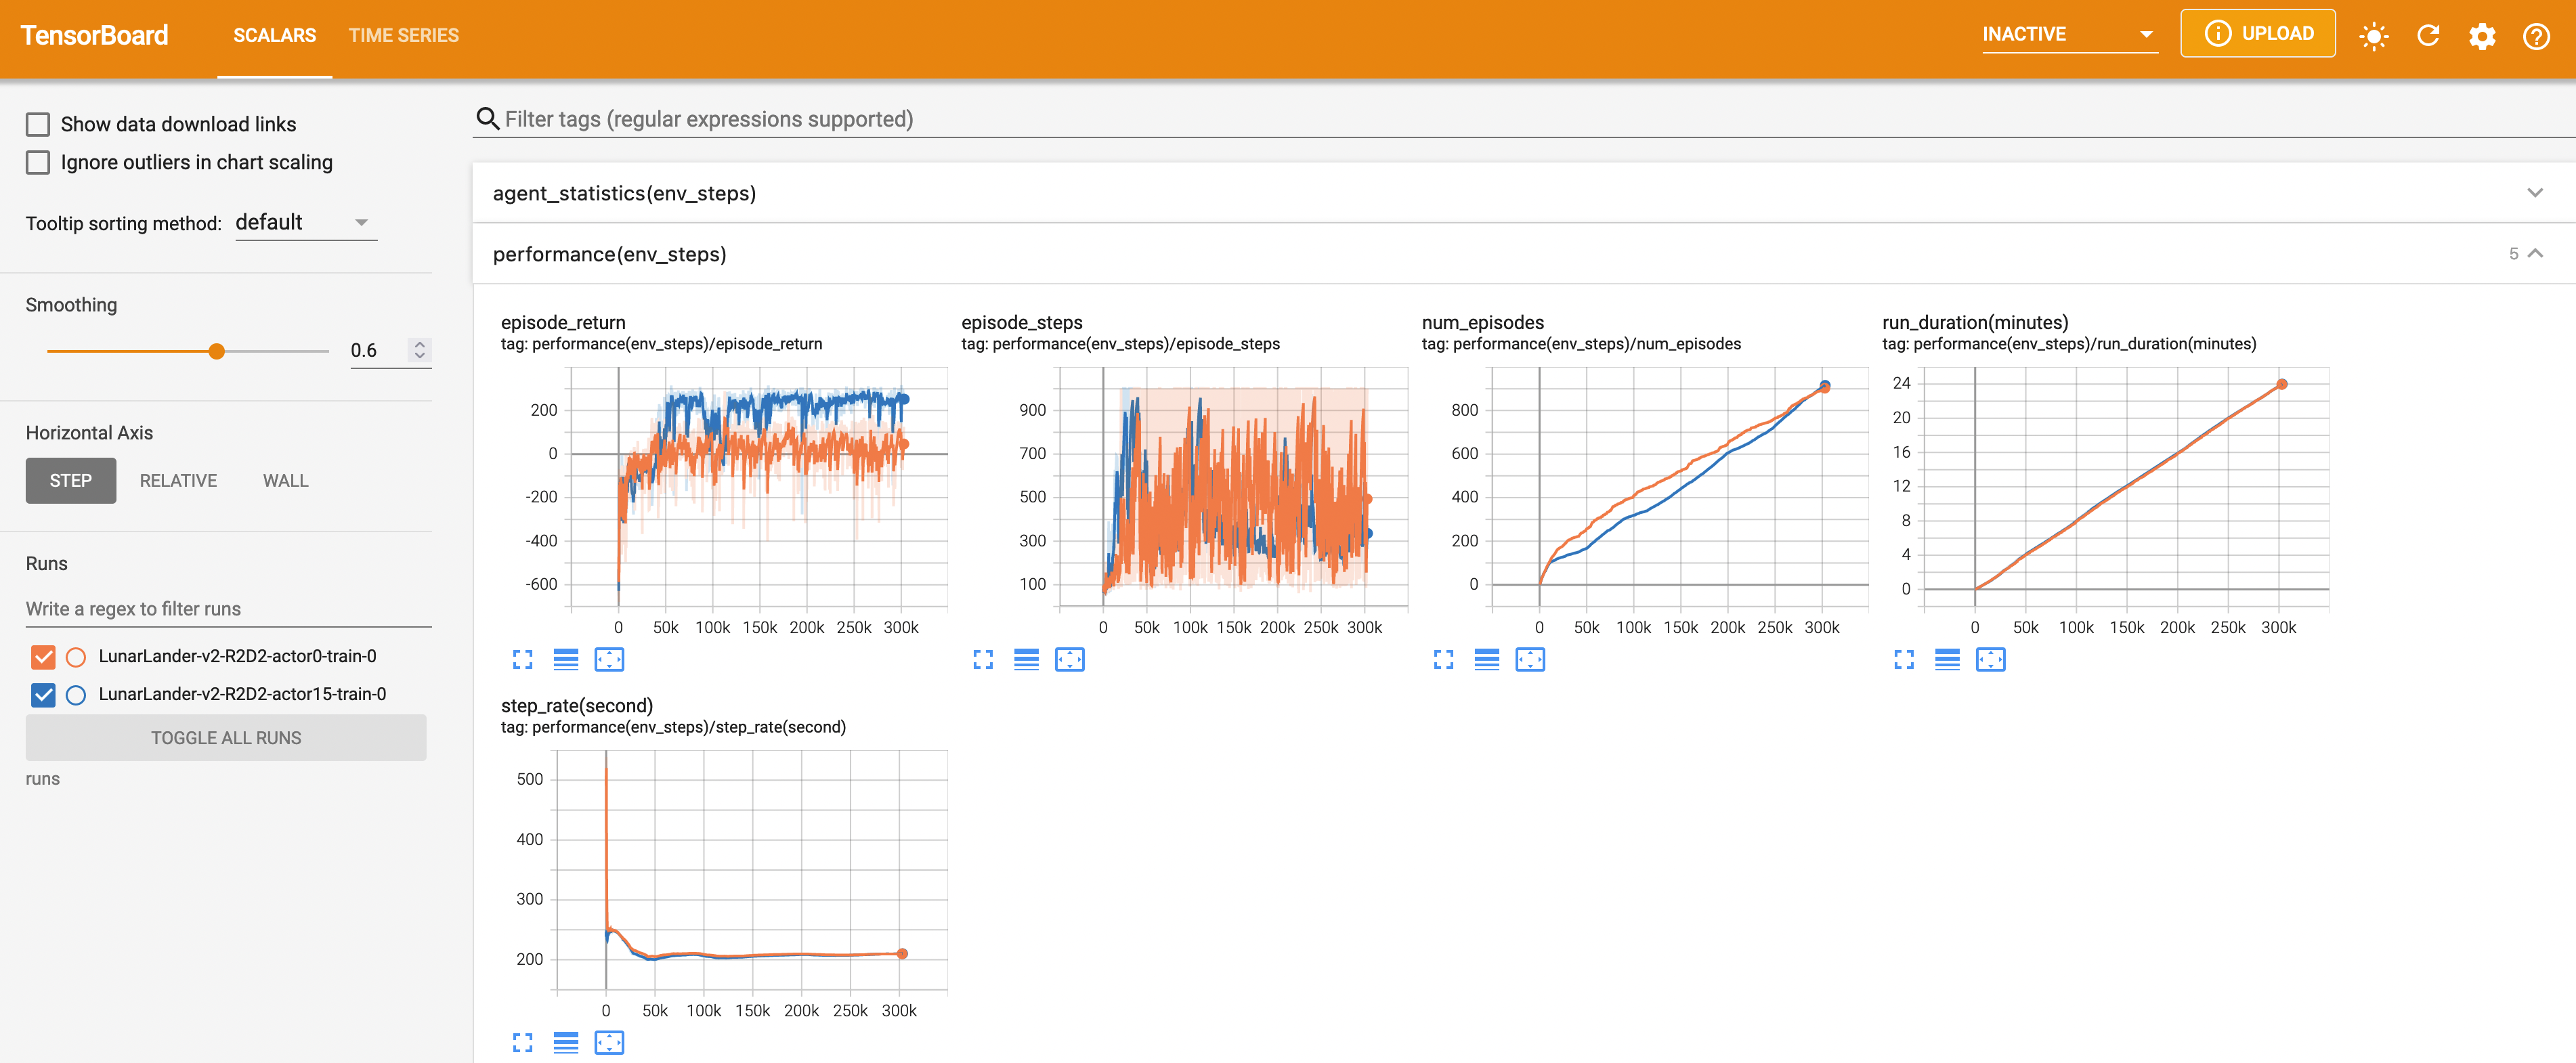 TensorBoard SCALARS TIME SERIES INACTIVE UPLOAD
Show data download links
Ignore outliers in chart scaling
Tooltip sorting method: default
Smoothing
0.6
Horizontal Axis
STEP RELATIVE WALL
Runs
Write a regex to filter runs
LunarLander-v2-R2D2-actor0-train-0
LunarLander-v2-R2D2-actor15-train-0
TOGGLE ALL RUNS
runs
Filter tags (regular expressions supported)
agent_statistics(env_steps)
performance(env_steps) 5
episode_return
tag: performance(env_steps)/episode_return
200
0
-200
-400
-600
0 50k 100k 150k 200k 250k 300k
episode_steps
tag: performance(env_steps)/episode_steps
900
700
500
300
100
0 50k 100k 150k 200k 250k 300k
num_episodes
tag: performance(env_steps)/num_episodes
800
600
400
200
0
0 50k 100k 150k 200k 250k 300k
run_duration(minutes)
tag: performance(env_steps)/run_duration(minutes)
24
20
16
12
8
4
0
0 50k 100k 150k 200k 250k 300k
step_rate(second)
tag: performance(env_steps)/step_rate(second)
500
400
300
200
0 50k 100k 150k 200k 250k 300k